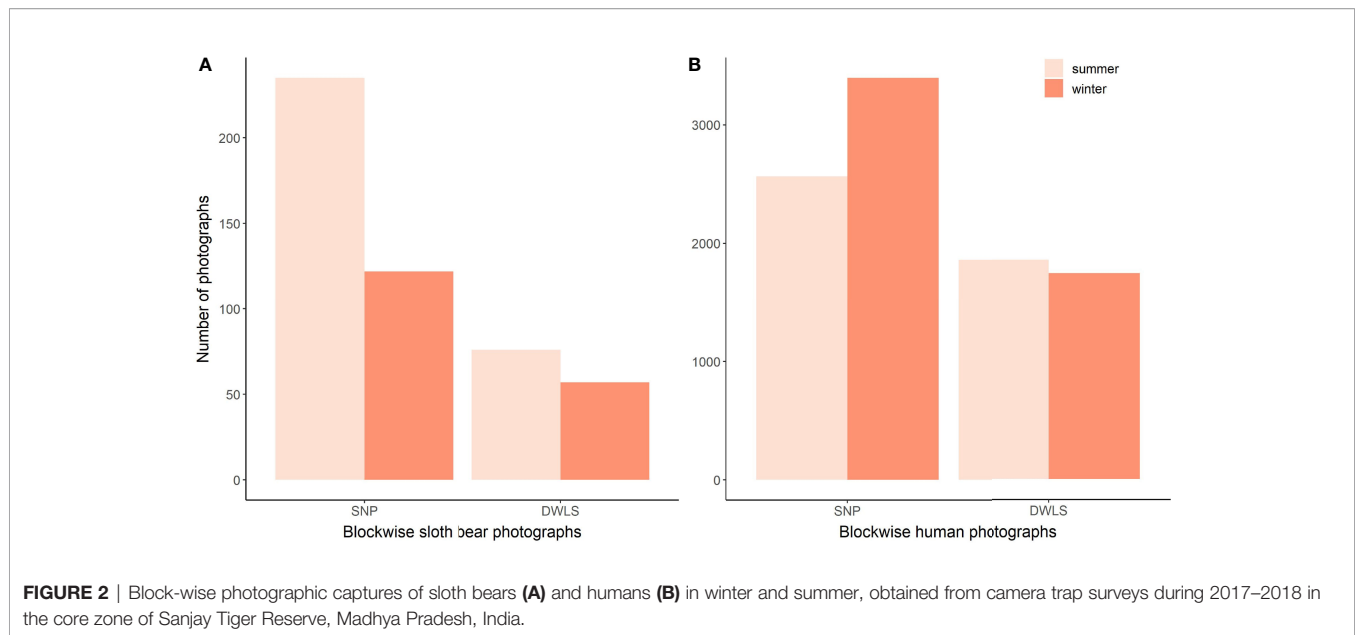 A
Number of photographs
200
150
100
50
0
SNP
DWLS
Blockwise sloth bear photographs
B
summer
winter
3000
2000
1000
0
SNP
DWLS
Blockwise human photographs
FIGURE 2 | Block-wise photographic captures of sloth bears (A) and humans (B) in winter and summer, obtained from camera trap surveys during 2017–2018 in
the core zone of Sanjay Tiger Reserve, Madhya Pradesh, India.